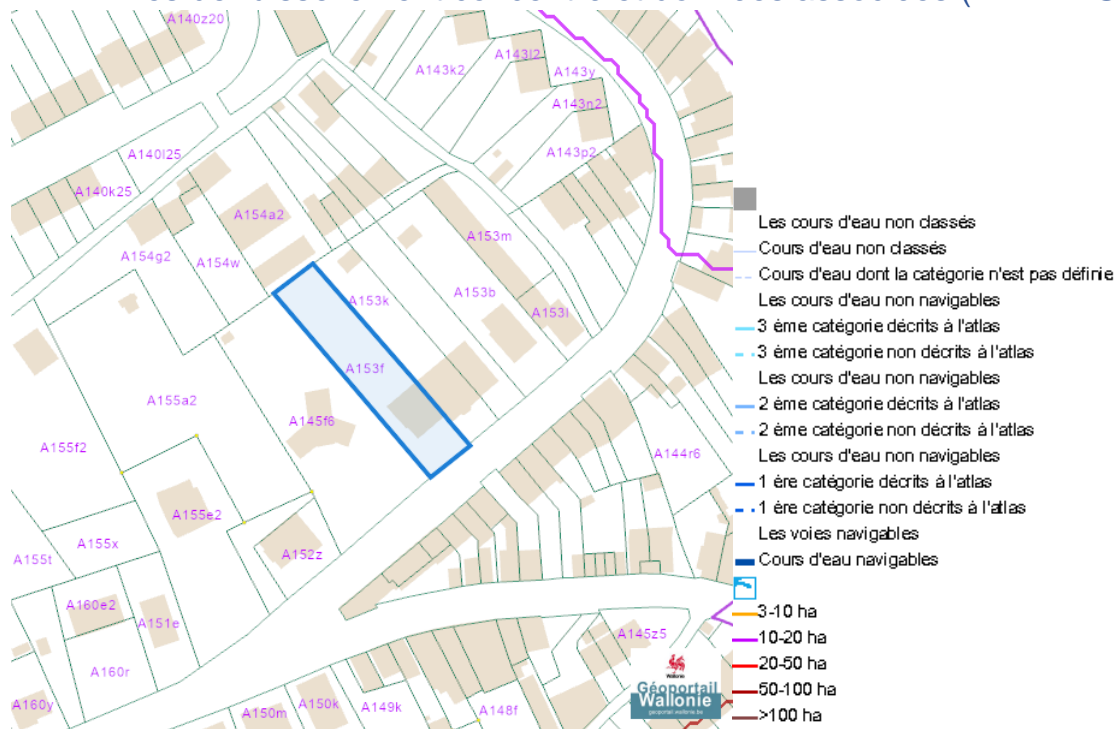 A140z20
A143l2
A143k2
A143y
A143n2
A143p2
A140l25
A140k25
A154a2
A153m
A154g2
A154w
A153k
A153b
A153l
A153f
A155a2
A145f6
A155f2
A144r6
A155e2
A155x
A152z
A155t
A160e2
A151e
A160r
A145z5
A160y
A150m
A150k
A149k
A148f
Wallonie
Géoportail
Wallonie
geoportail.wallonie.be
Les cours d'eau non classés
Cours d'eau non classés
Cours d'eau dont la catégorie n'est pas définie
Les cours d'eau non navigables
3 ème catégorie décrits à l'atlas
3 ème catégorie non décrits à l'atlas
Les cours d'eau non navigables
2 ème catégorie décrits à l'atlas
2 ème catégorie non décrits à l'atlas
Les cours d'eau non navigables
1 ère catégorie décrits à l'atlas
1 ère catégorie non décrits à l'atlas
Les voies navigables
Cours d'eau navigables
3-10 ha
10-20 ha
20-50 ha
50-100 ha
>100 ha